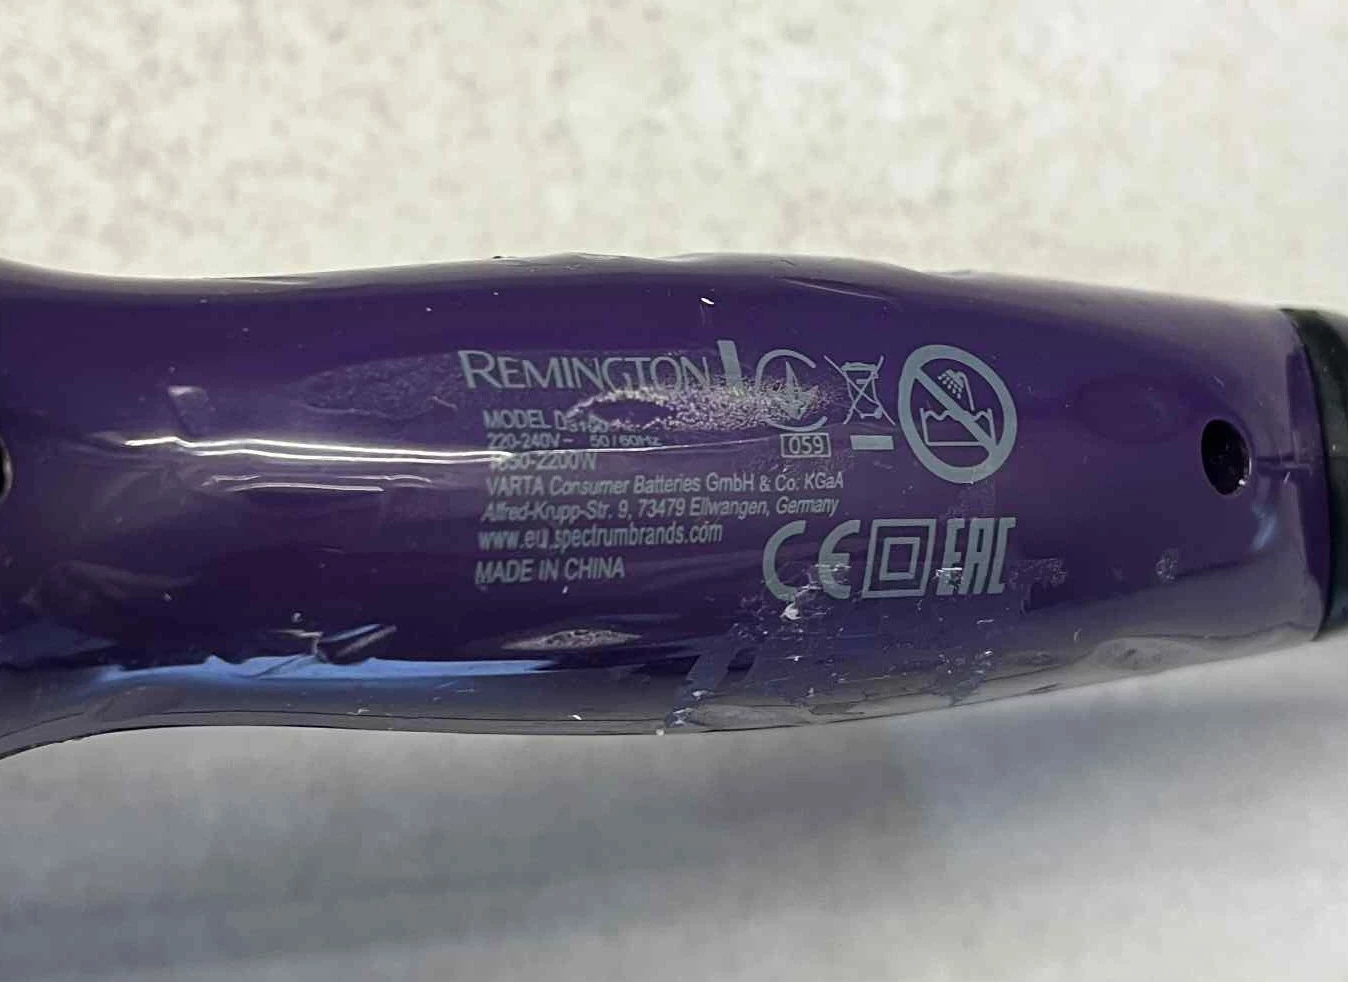 REMINGTON
MODEL
220-240V~ 50/60Hz
VARTA Consumer Batteries GmbH & Co. KGaA
Alfred-Krupp-Str. 9, 73479 Ellwangen, Germany
www.eu.spectrumbrands.com
MADE IN CHINA
059
CE EAC